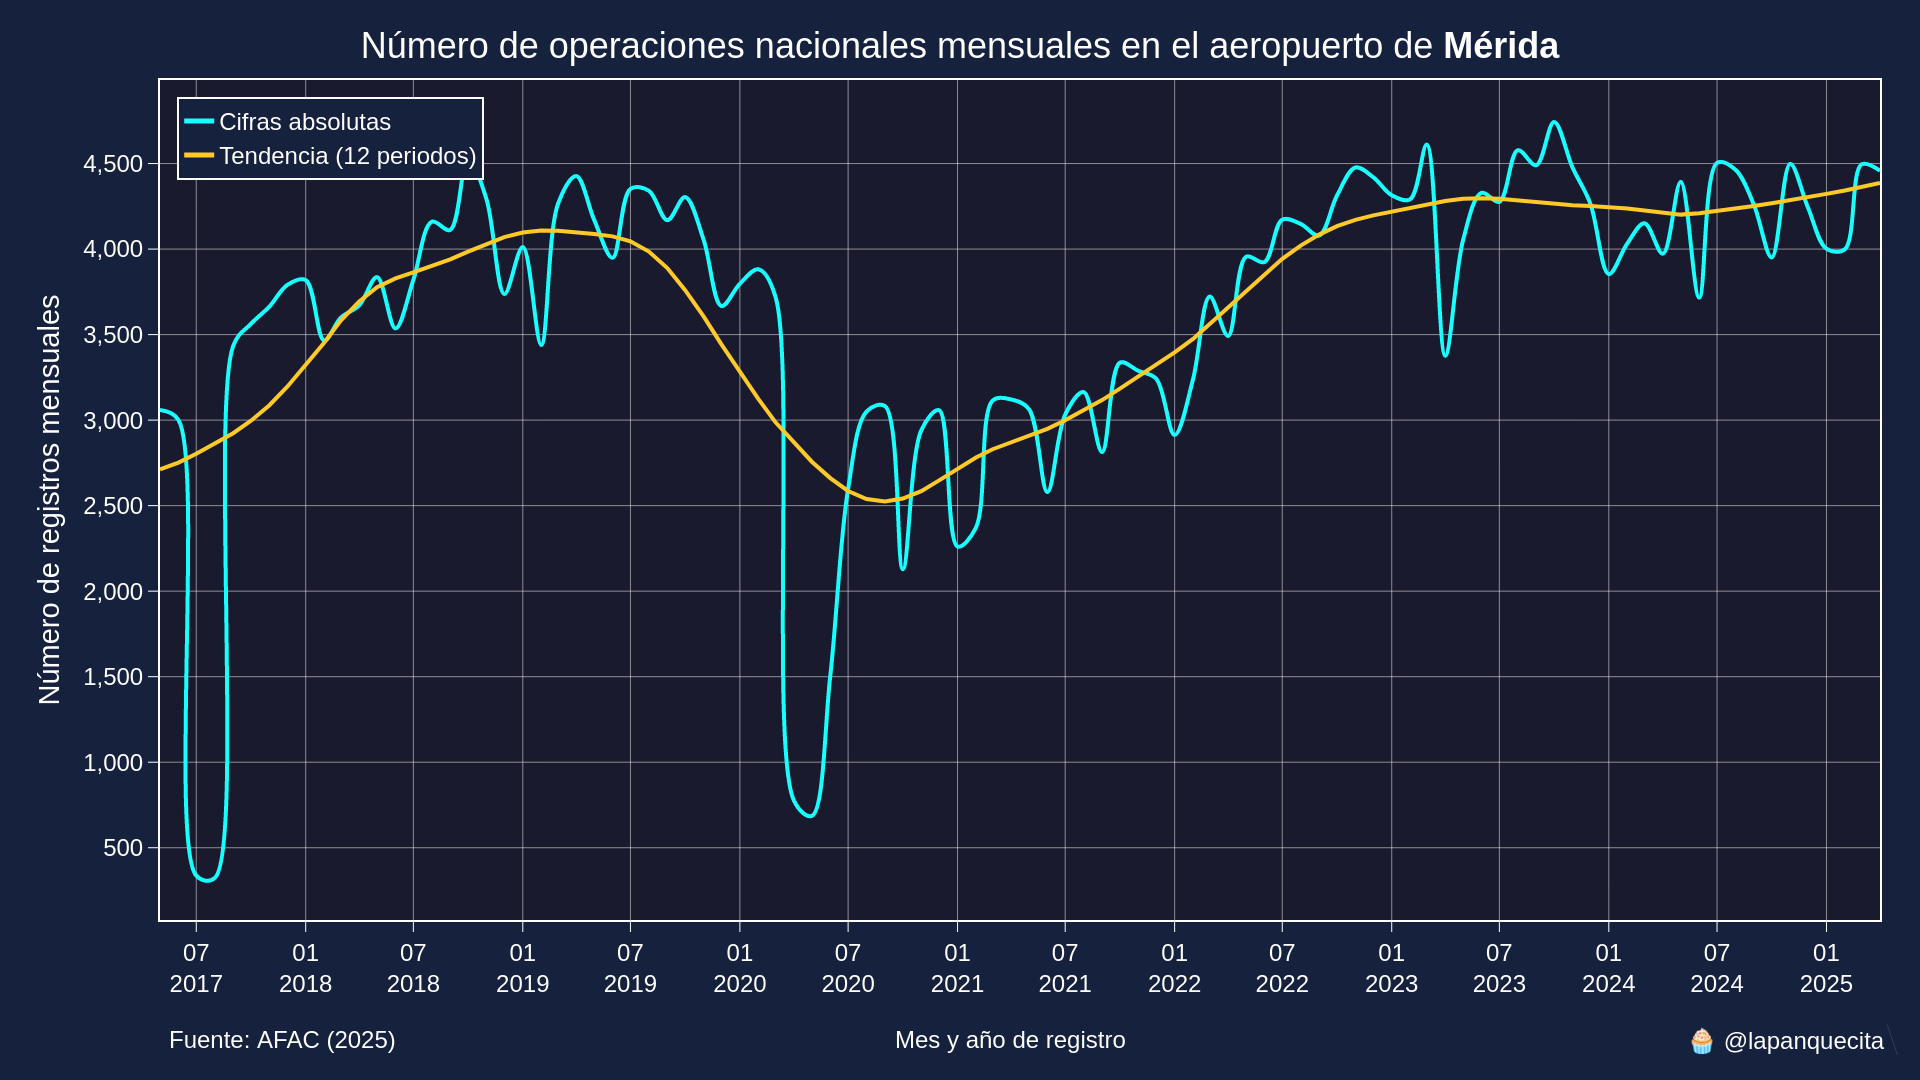 Número de operaciones nacionales mensuales en el aeropuerto de Mérida
Cifras absolutas
Tendencia (12 periodos)
Número de registros mensuales
4,500
4,000
3,500
3,000
2,500
2,000
1,500
1,000
500
07 01 07 01 07 01 07 01 07 01 07 01 07 01 07 01
2017 2018 2018 2019 2019 2020 2020 2021 2021 2022 2022 2023 2023 2024 2024 2025
Fuente: AFAC (2025)
Mes y año de registro
🧁 @lapanquecita